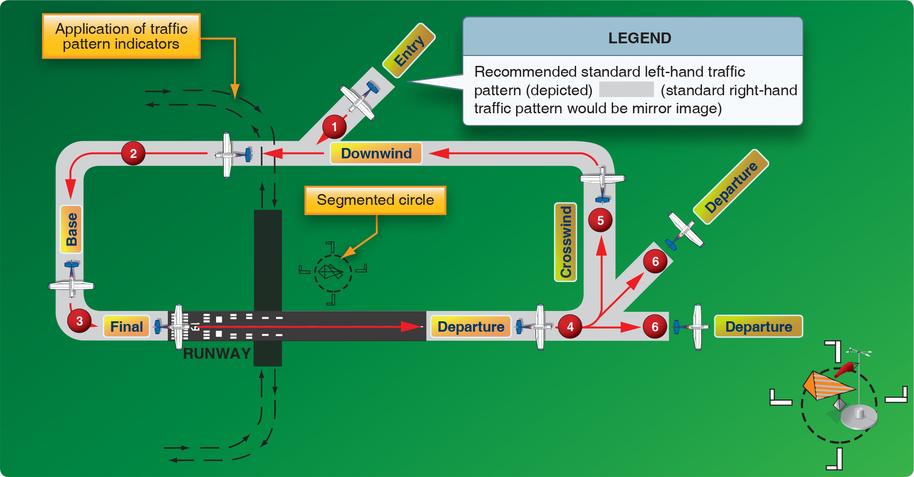 Application of traffic
pattern indicators
Entry
LEGEND
Recommended standard left-hand traffic
pattern (depicted) (standard right-hand
traffic pattern would be mirror image)
1
2
Downwind
Segmented circle
Base
Crosswind
5
Departure
6
3
Final
Departure
4
6
Departure
RUNWAY